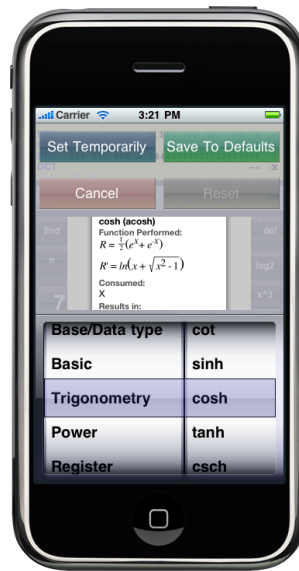 Carrier 3:21 PM
Set Temporarily Save To Defaults
Cancel Reset
cosh (acosh)
Function Performed:
R = ½(e^x + e^-x)
R' = ln(x + √x² - 1)
Consumed:
X
Results in:
2nd del
π log2
7 x^3
Base/Data type cot
Basic sinh
Trigonometry cosh
Power tanh
Register csch